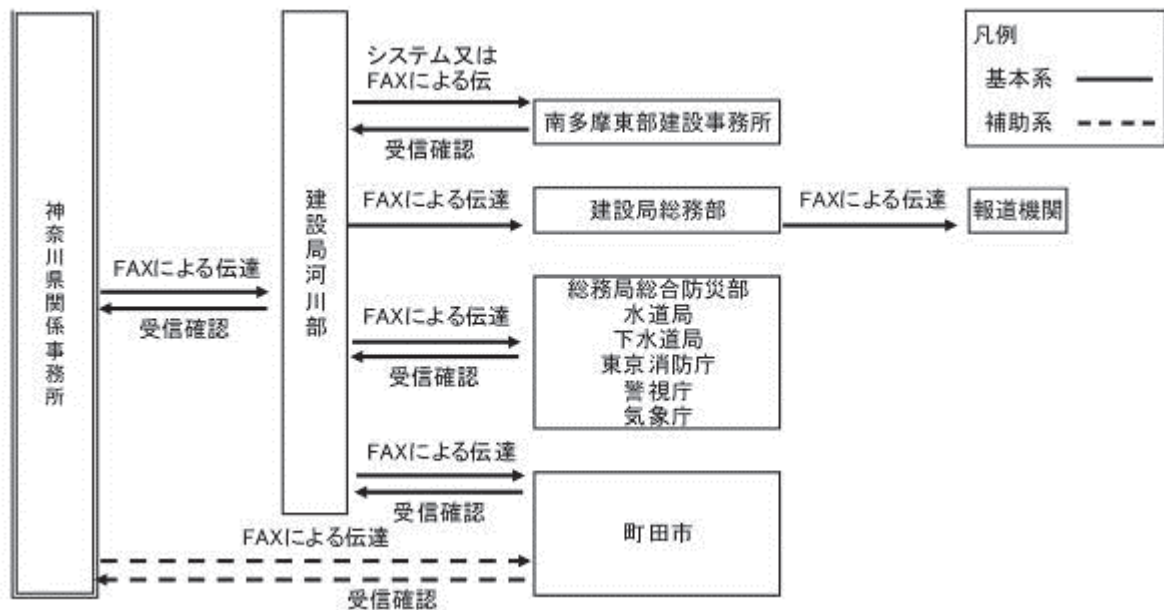 神奈川県関係事務所
FAXによる伝達
受信確認
建設局河川部
システム又は
FAXによる伝
受信確認
南多摩東部建設事務所
FAXによる伝達
建設局総務部
FAXによる伝達
報道機関
FAXによる伝達
受信確認
総務局総合防災部
水道局
下水道局
東京消防庁
警視庁
気象庁
FAXによる伝達
受信確認
町田市
FAXによる伝達
受信確認
凡例
基本系
補助系